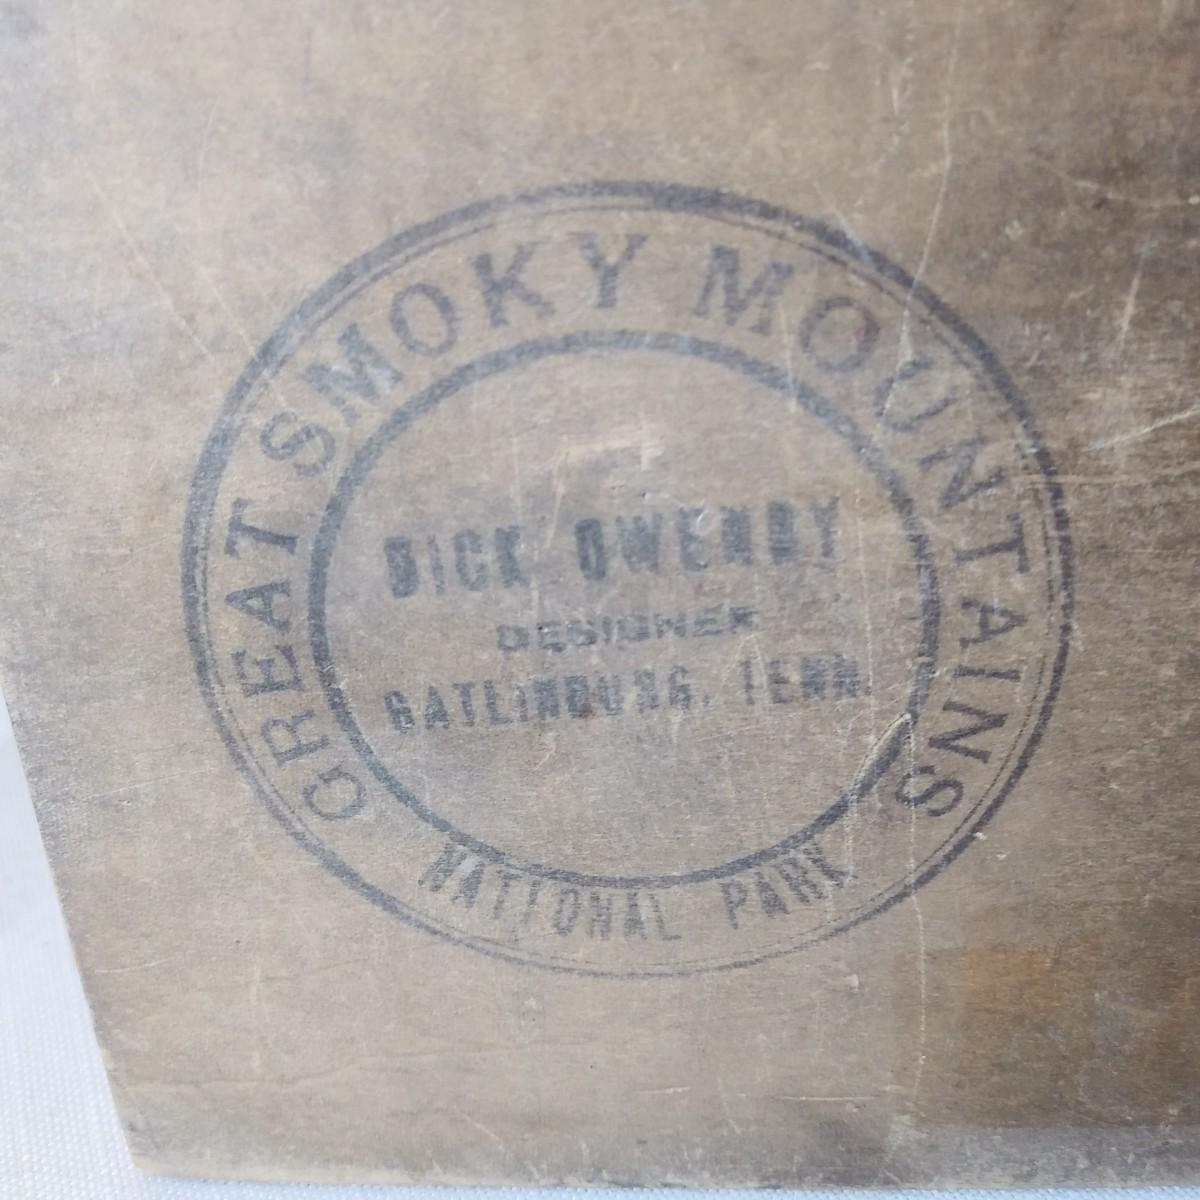 GREAT SMOKY MOUNTAINS
DICK OWENBY
DESIGNER
GATLINBURG, TENN.
NATIONAL PARK